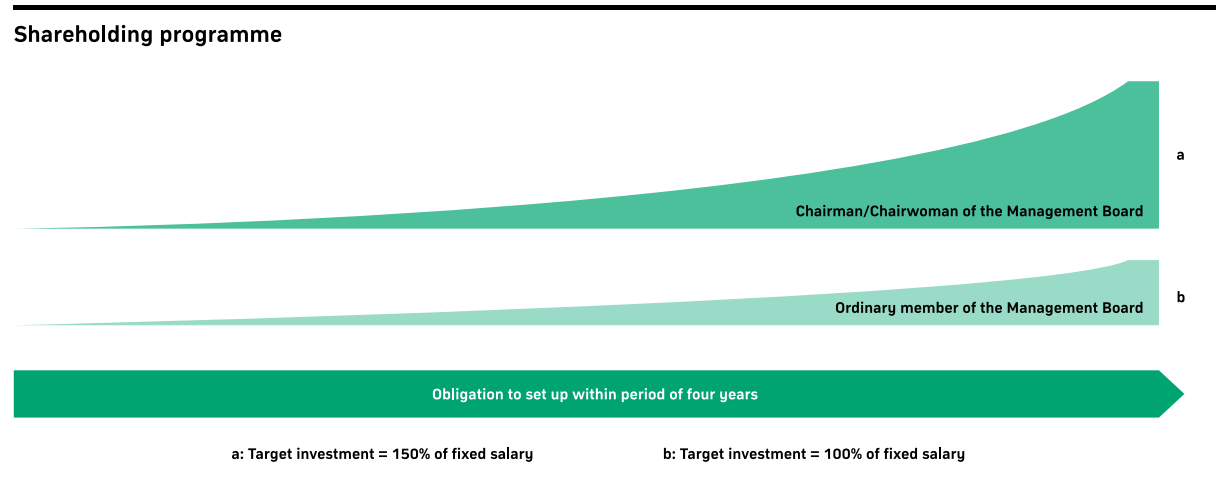 Shareholding programme
a
Chairman/Chairwoman of the Management Board
b
Ordinary member of the Management Board
Obligation to set up within period of four years
a: Target investment = 150% of fixed salary
b: Target investment = 100% of fixed salary